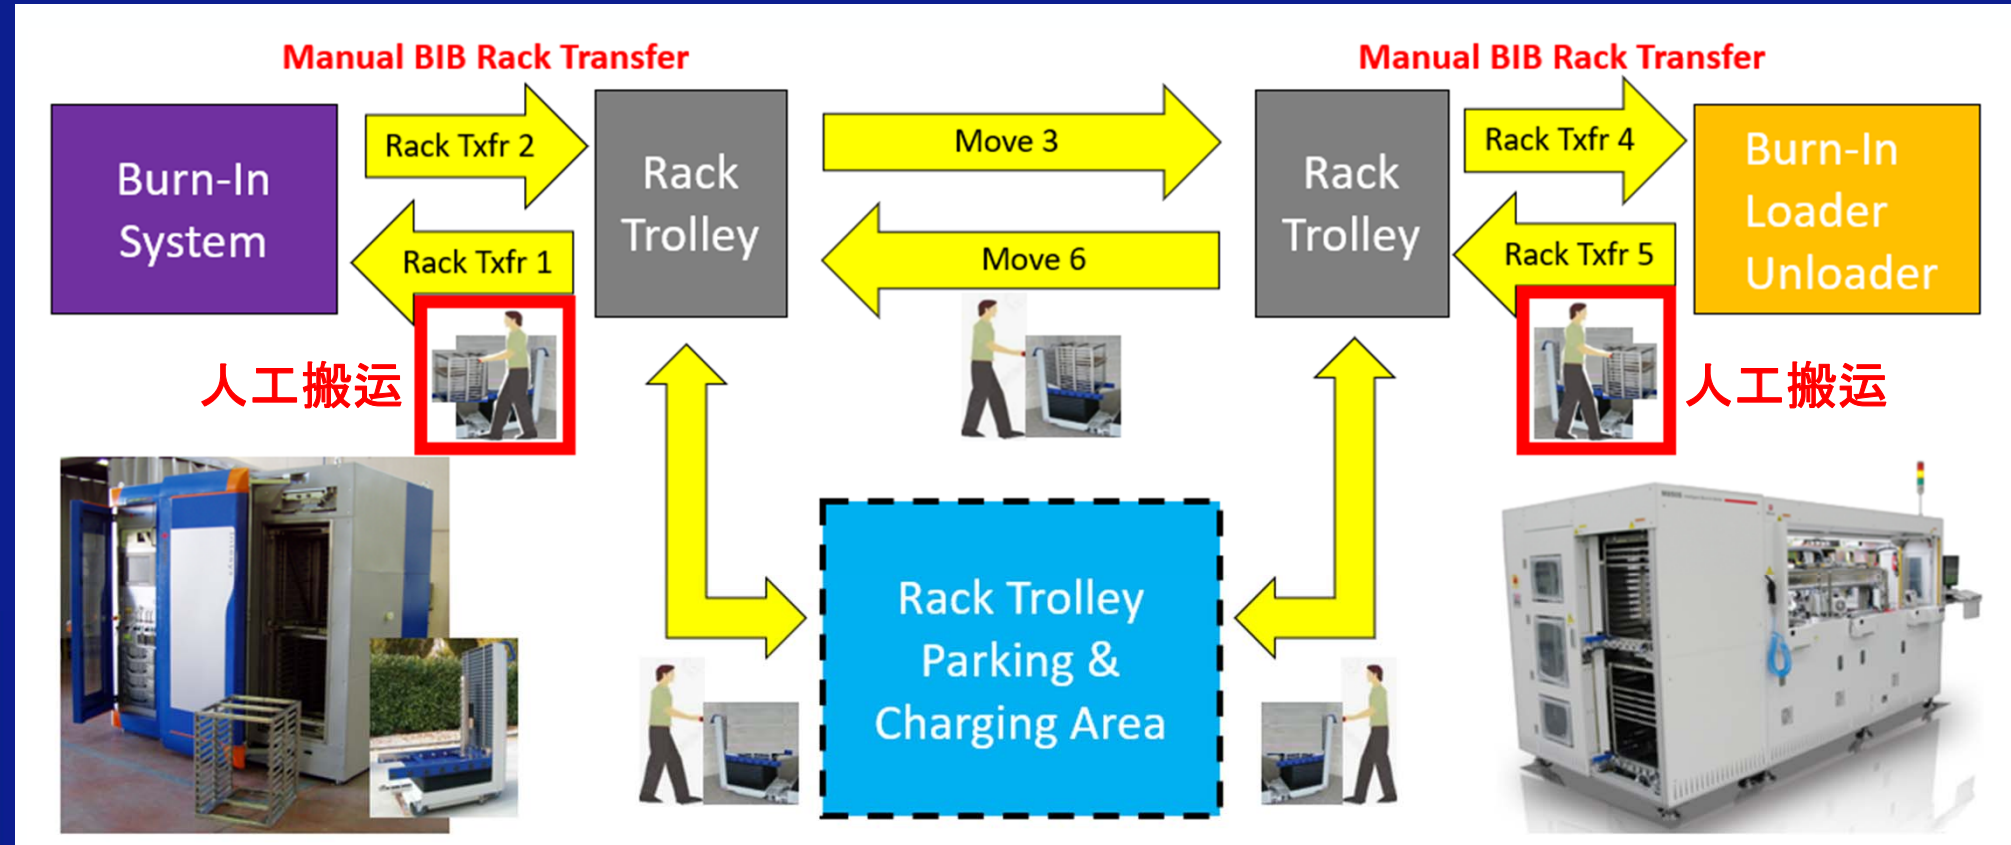 Manual BIB Rack Transfer
Manual BIB Rack Transfer
Burn-In
System
Rack Txfr 2
Rack Txfr 1
Rack
Trolley
Move 3
Move 6
Rack
Trolley
Rack Txfr 4
Rack Txfr 5
Burn-In
Loader
Unloader
人工搬运
人工搬运
Rack Trolley
Parking &
Charging Area